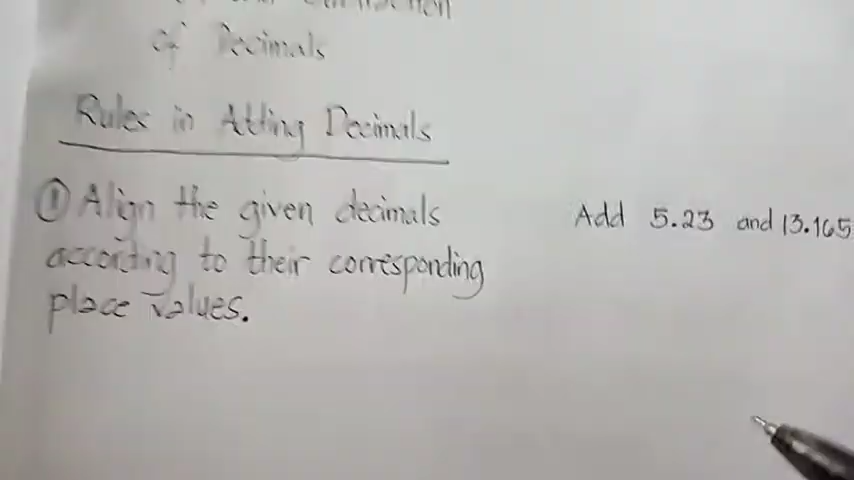 of Decimals
Rules in Adding Decimals
① Align the given decimals
according to their corresponding
place values.
Add 5.23 and 13.165